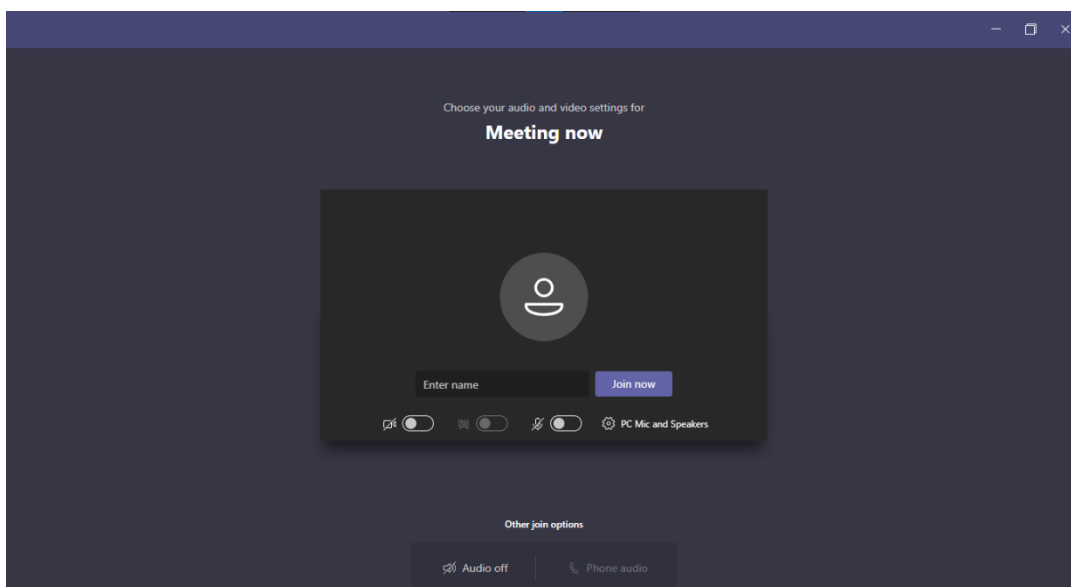 Choose your audio and video settings for
Meeting now
Enter name
Join now
PC Mic and Speakers
Other join options
Audio off
Phone audio